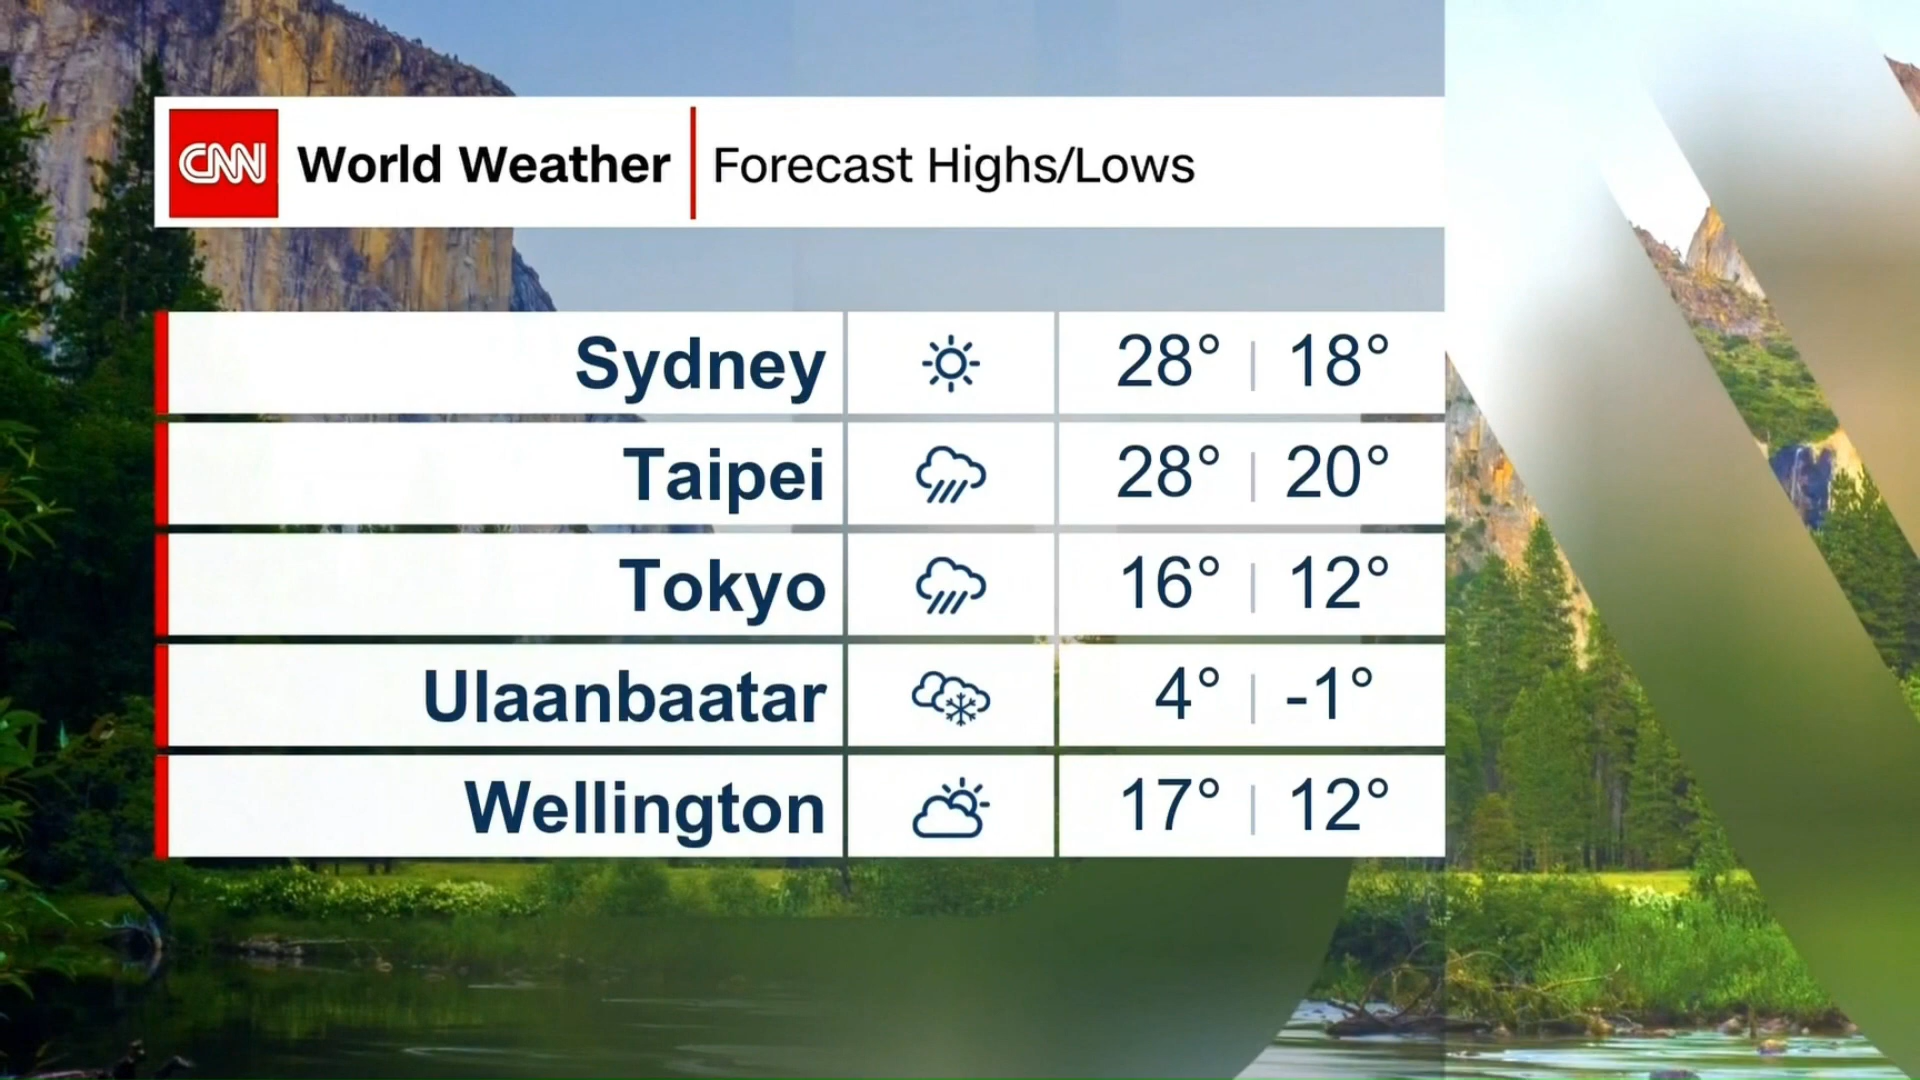 CNN World Weather Forecast Highs/Lows
Sydney 28° | 18°
Taipei 28° | 20°
Tokyo 16° | 12°
Ulaanbaatar 4° | -1°
Wellington 17° | 12°